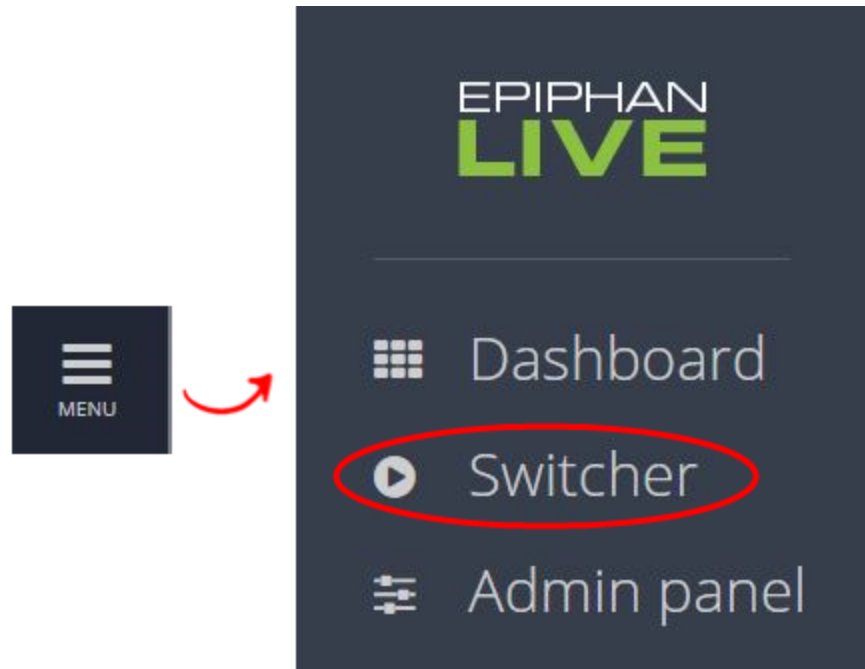 EPIPHAN
LIVE
MENU
Dashboard
Switcher
Admin panel